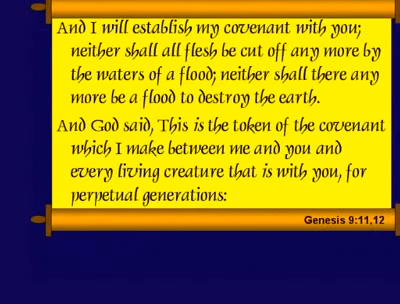 And I will establish my covenant with you;
neither shall all flesh be cut off any more by
the waters of a flood; neither shall there any
more be a flood to destroy the earth.
And God said, This is the token of the covenant
which I make between me and you and
every living creature that is with you, for
perpetual generations:
Genesis 9:11,12